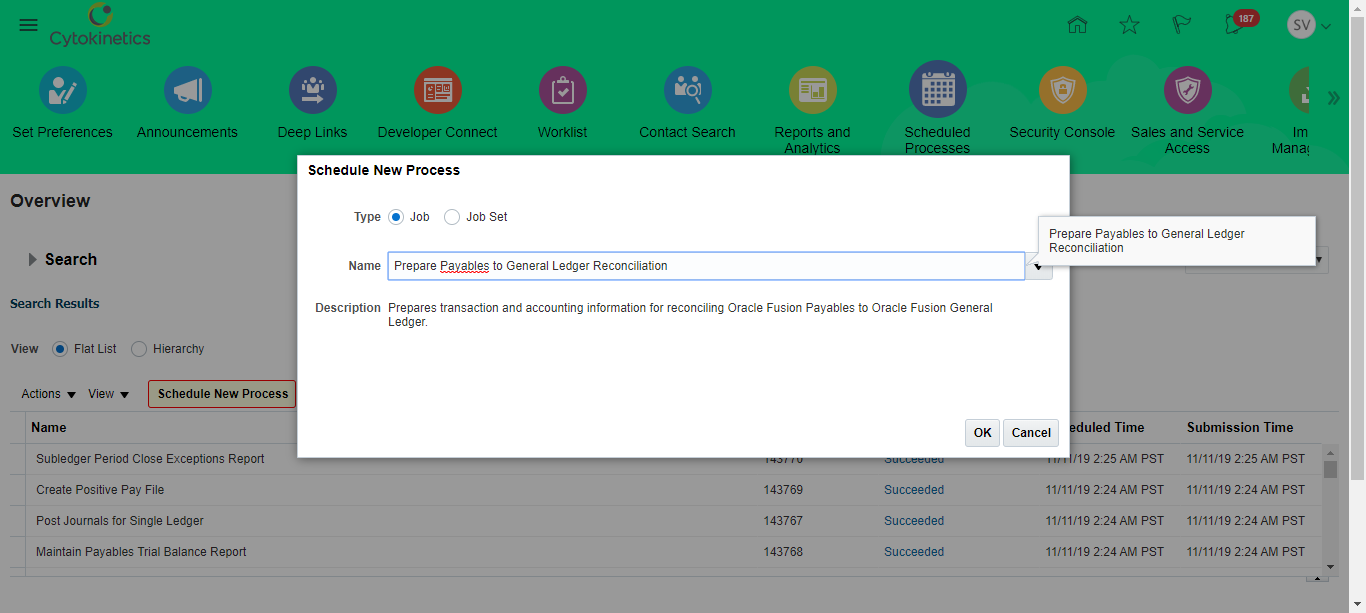 Cytokinetics
187
SV
Set Preferences
Announcements
Deep Links
Developer Connect
Worklist
Contact Search
Reports and
Analytics
Scheduled
Processes
Security Console
Sales and Service
Access
Im
Manag
Overview
Search
Search Results
View Flat List Hierarchy
Actions View Schedule New Process
Schedule New Process
Type Job Job Set
Name Prepare Payables to General Ledger Reconciliation
Prepare Payables to General Ledger
Reconciliation
Description Prepares transaction and accounting information for reconciling Oracle Fusion Payables to Oracle Fusion General
Ledger.
OK Cancel
Name eduled Time Submission Time
Subledger Period Close Exceptions Report 143770 Succeeded 11/11/19 2:25 AM PST 11/11/19 2:25 AM PST
Create Positive Pay File 143769 Succeeded 11/11/19 2:24 AM PST 11/11/19 2:24 AM PST
Post Journals for Single Ledger 143767 Succeeded 11/11/19 2:24 AM PST 11/11/19 2:24 AM PST
Maintain Payables Trial Balance Report 143768 Succeeded 11/11/19 2:24 AM PST 11/11/19 2:24 AM PST